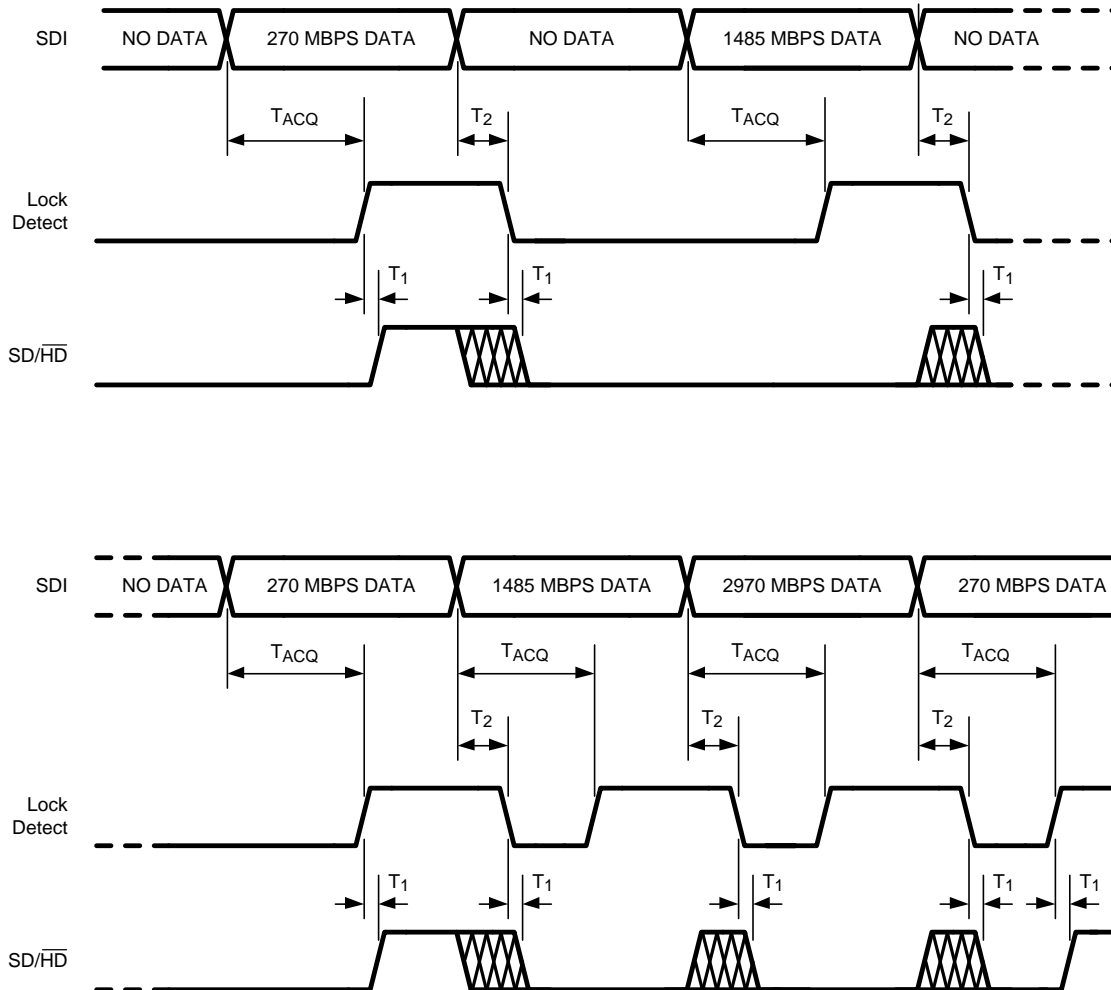 SDI NO DATA 270 MBPS DATA NO DATA 1485 MBPS DATA NO DATA
TACQ T2 TACQ T2
Lock
Detect
T1 T1 T1
SD/HD
SDI NO DATA 270 MBPS DATA 1485 MBPS DATA 2970 MBPS DATA 270 MBPS DATA
TACQ TACQ TACQ TACQ
T2 T2 T2
Lock
Detect
T1 T1 T1 T1 T1
SD/HD